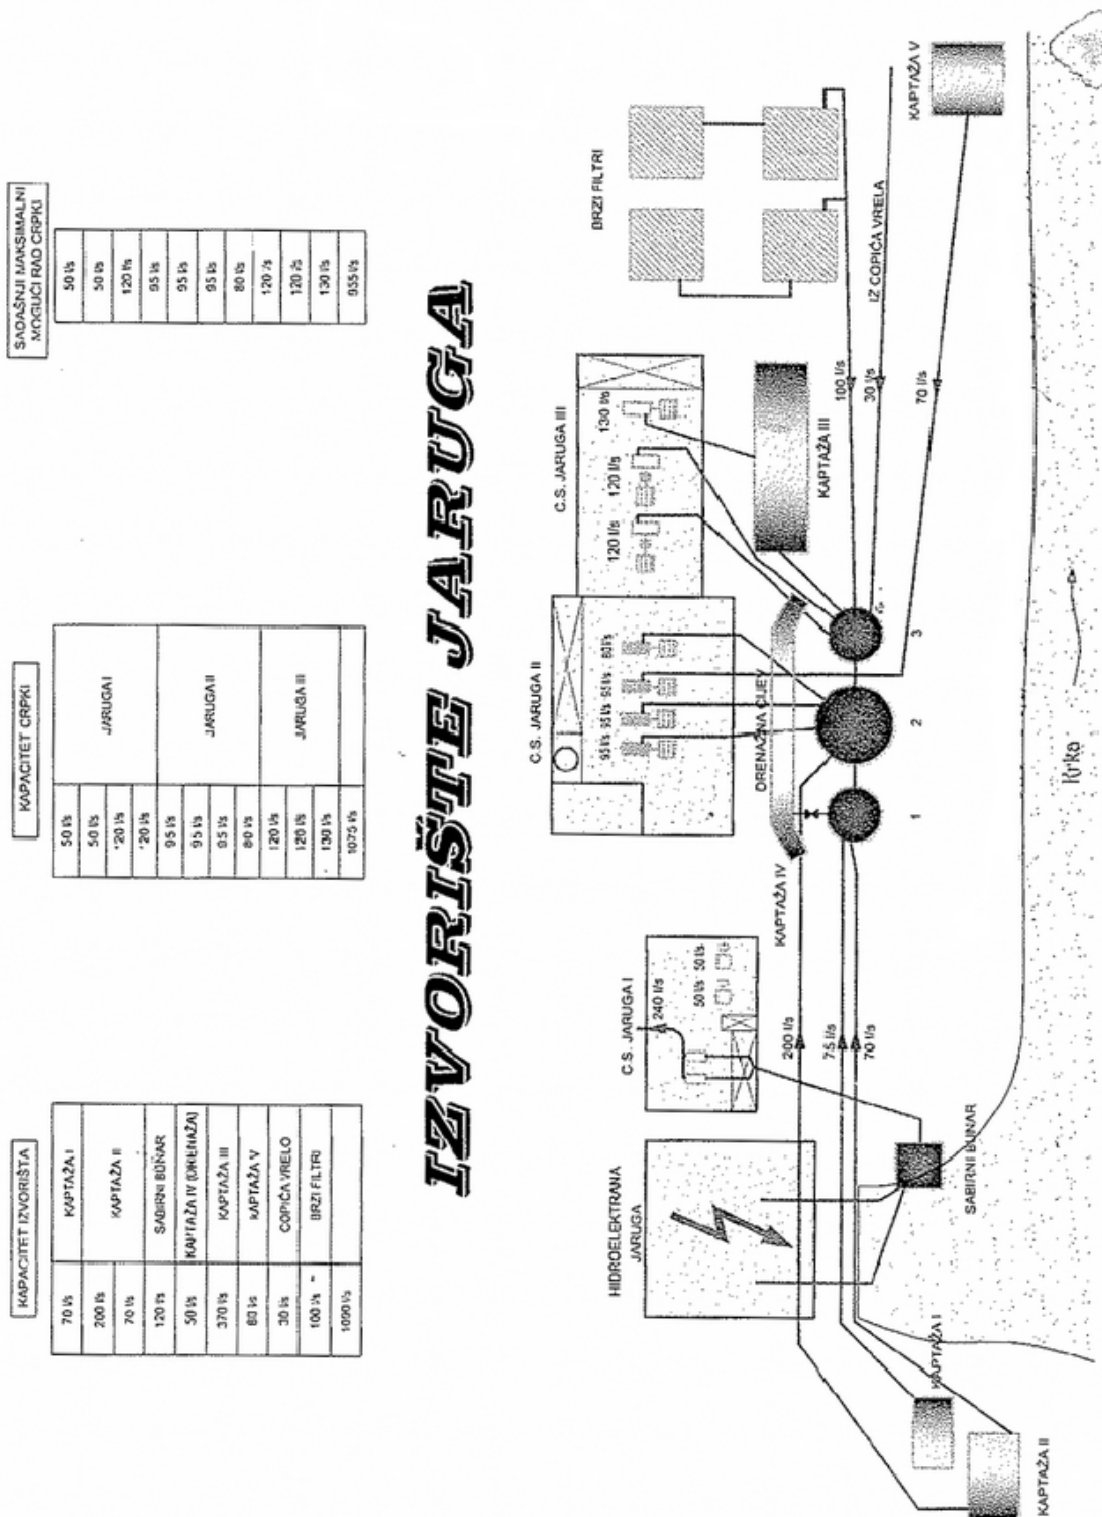 KAPACITET IZVORIŠTA
70 l/s KAPTAŽA I
200 l/s KAPTAŽA II
70 l/s
120 l/s SABIRNI BUNAR
50 l/s KAPTAŽA IV (DRENAŽA)
370 l/s KAPTAŽA III
80 l/s KAPTAŽA V
30 l/s COPIĆA VRELO
100 l/s BRZI FILTRI
1090 l/s
KAPACITET CRPKI
50 l/s JARUGA I
50 l/s
120 l/s
120 l/s
95 l/s JARUGA II
95 l/s
95 l/s
80 l/s
120 l/s JARUGA III
120 l/s
130 l/s
1075 l/s
SADAŠNJI MAKSIMALNI
MOGUĆI RAD CRPKI
50 l/s
50 l/s
120 l/s
95 l/s
95 l/s
95 l/s
80 l/s
120 l/s
120 l/s
130 l/s
955 l/s
IZVORIŠTE JARUGA
C.S. JARUGA II
C.S. JARUGA III
BRZI FILTRI
95 l/s 95 l/s 95 l/s 80 l/s
120 l/s 120 l/s 130 l/s
C.S. JARUGA I
240 l/s
50 l/s 50 l/s
HIDROELEKTRANA
JARUGA
DRENAŽNA CIJEV
KAPTAŽA IV
KAPTAŽA III
200 l/s
75 l/s
70 l/s
100 l/s
30 l/s
IZ COPIĆA VRELA
70 l/s
KAPTAŽA V
1 2 3
KAPTAŽA I
SABIRNI BUNAR
KAPTAŽA II
Krka